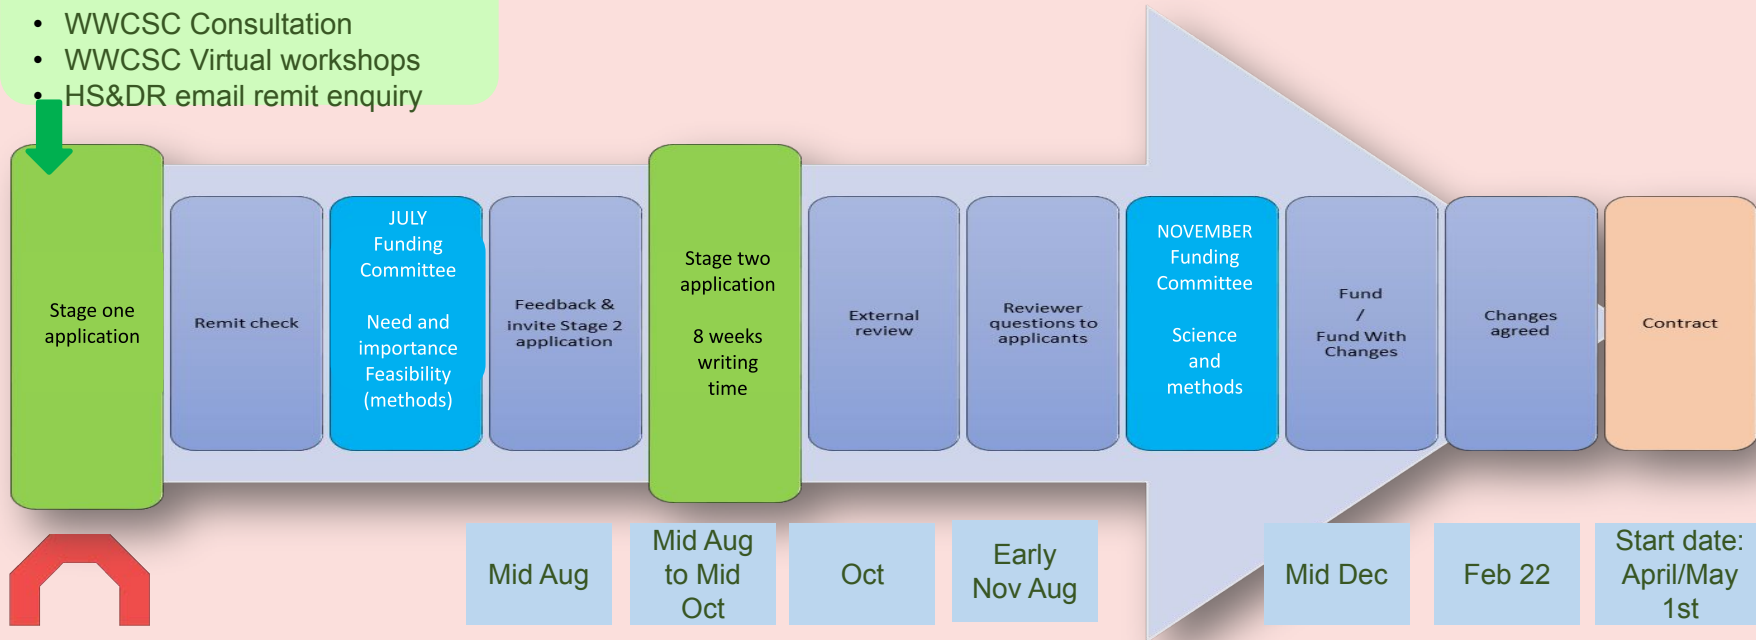 • WWCSC Consultation
• WWCSC Virtual workshops
• HS&DR email remit enquiry
Stage one
application
Remit check
JULY
Funding
Committee
Need and
importance
Feasibility
(methods)
Feedback &
invite Stage 2
application
Stage two
application
8 weeks
writing
time
External
review
Reviewer
questions to
applicants
NOVEMBER
Funding
Committee
Science
and
methods
Fund
/
Fund With
Changes
Changes
agreed
Contract
Mid Aug
Mid Aug
to Mid
Oct
Oct
Early
Nov Aug
Mid Dec
Feb 22
Start date:
April/May
1st